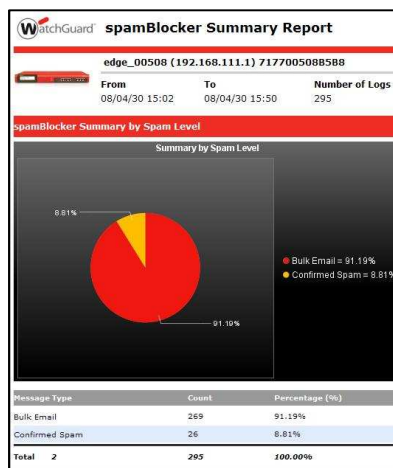 WatchGuard spamBlocker Summary Report
edge_00508 (192.168.111.1) 717700508B5B8
From To Number of Logs
08/04/30 15:02 08/04/30 15:50 295
spamBlocker Summary by Spam Level
Summary by Spam Level
8.81%
Bulk Email = 91.19%
Confirmed Spam = 8.81%
91.19%
Message Type Count Percentage (%)
Bulk Email 269 91.19%
Confirmed Spam 26 8.81%
Total 2 295 100.00%